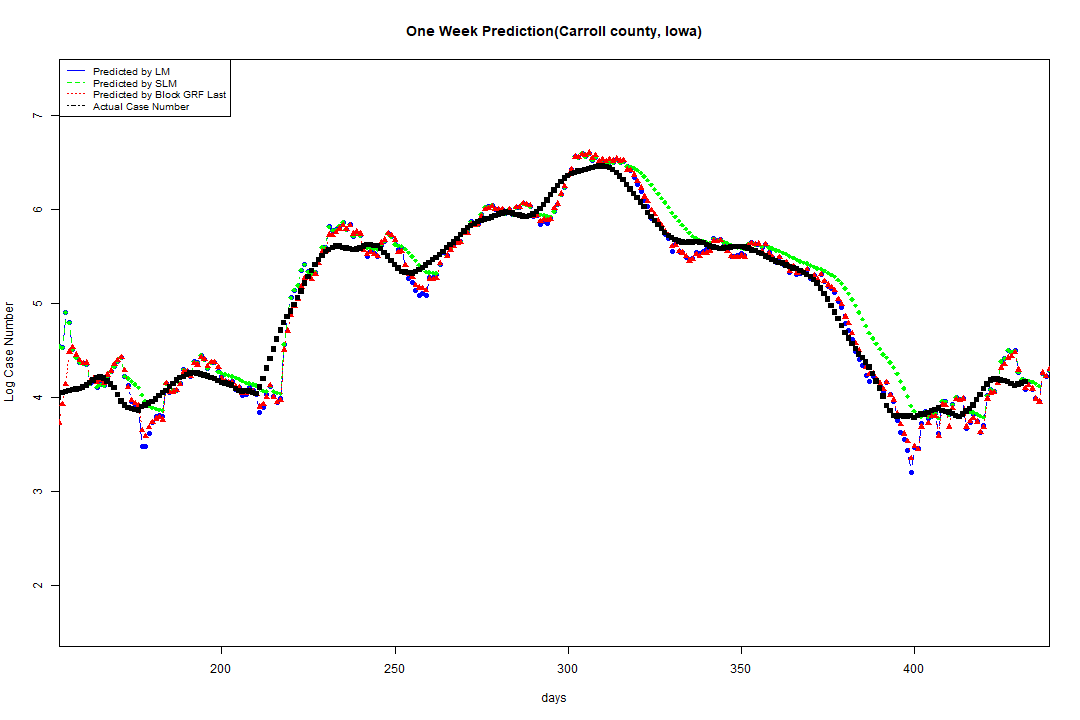 One Week Prediction(Carroll county, Iowa)
Predicted by LM
Predicted by SLM
Predicted by Block GRF Last
Actual Case Number
Log Case Number
7
6
5
4
3
2
200 250 300 350 400
days